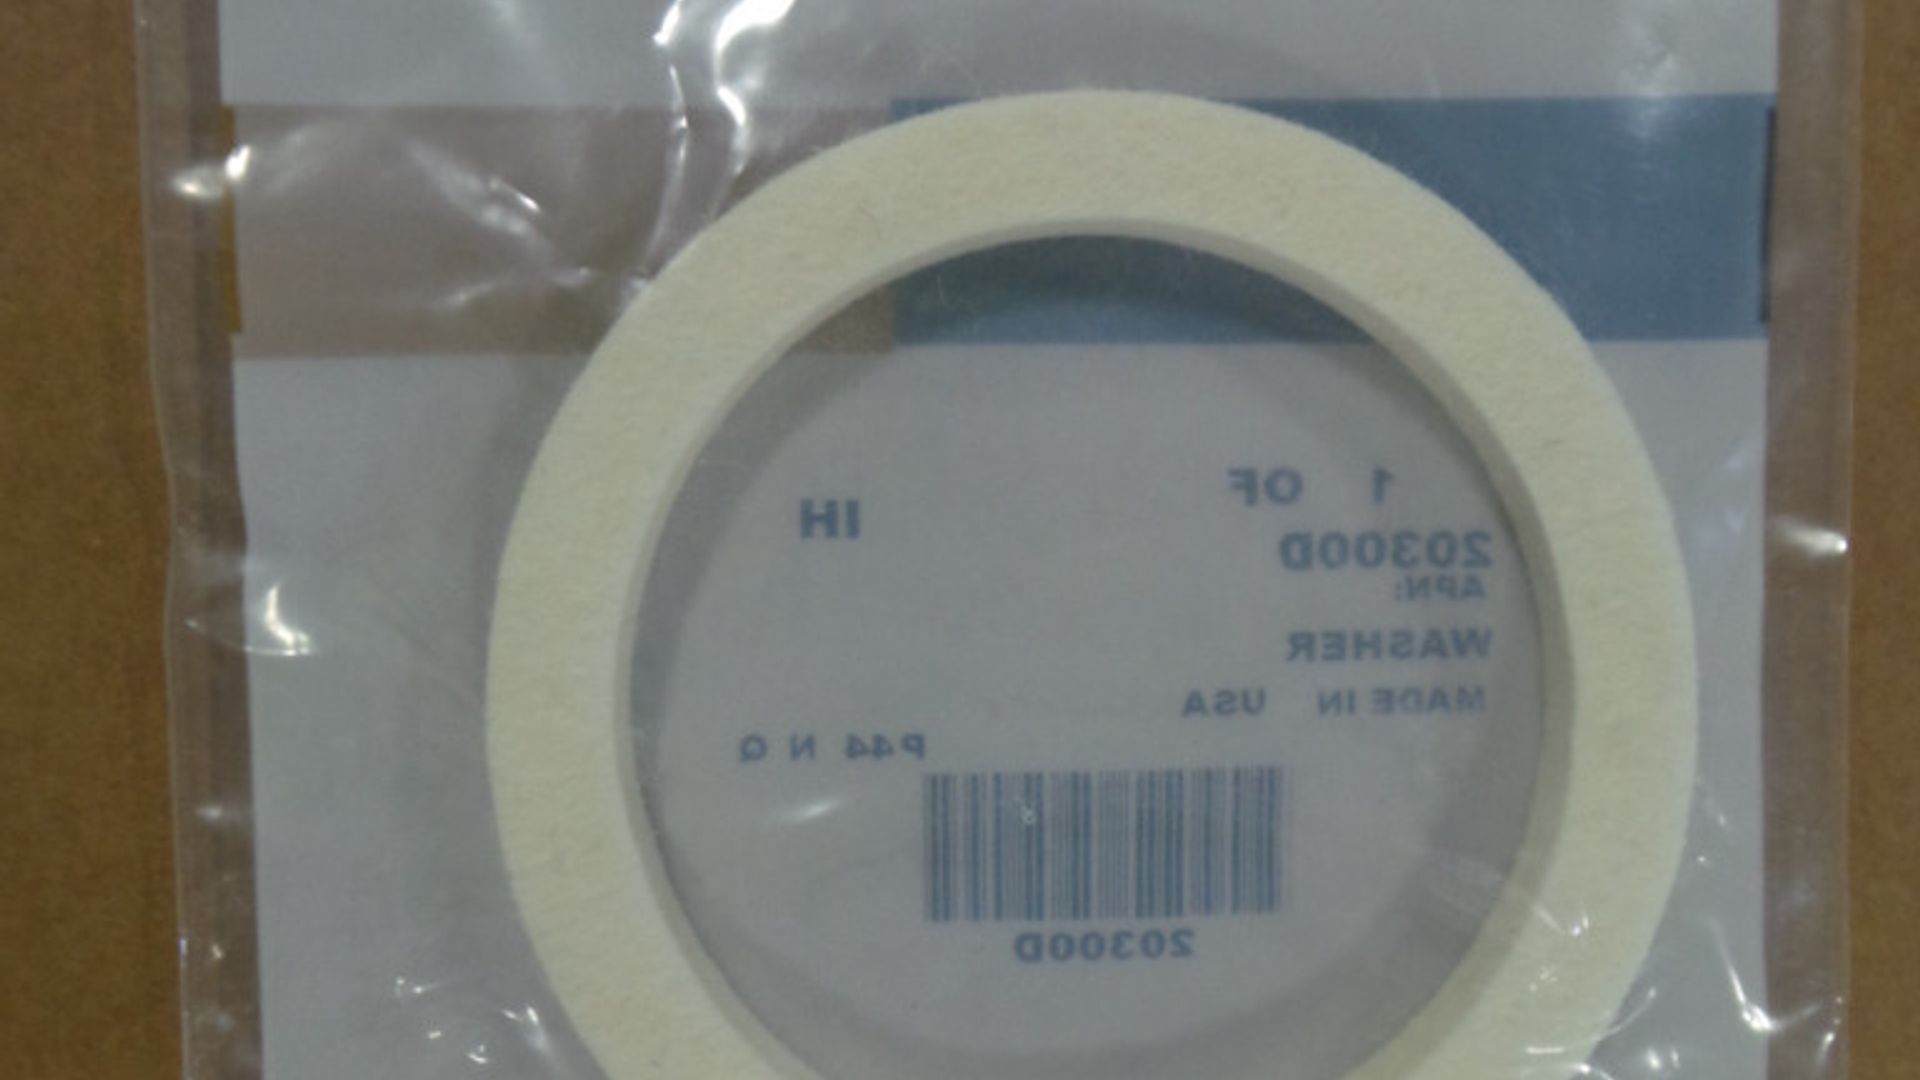 1 OF
IH
20300D
APN:
WASHER
MADE IN USA
P44 N Q
20300D